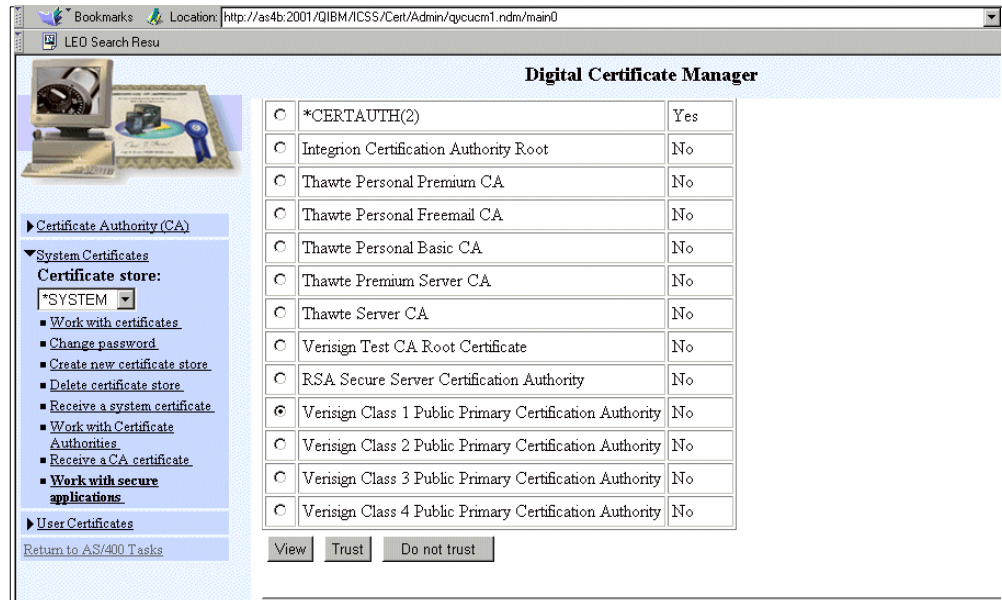 Bookmarks Location: http://as4b:2001/QIBM/ICSS/Cert/Admin/qycucm1.ndm/main0
LEO Search Resu
Digital Certificate Manager
Certificate Authority (CA)
System Certificates
Certificate store:
*SYSTEM
Work with certificates
Change password
Create new certificate store
Delete certificate store
Receive a system certificate
Work with Certificate
Authorities
Receive a CA certificate
Work with secure
applications
User Certificates
Return to AS/400 Tasks
*CERTAUTH(2) Yes
Integrion Certification Authority Root No
Thawte Personal Premium CA No
Thawte Personal Freemail CA No
Thawte Personal Basic CA No
Thawte Premium Server CA No
Thawte Server CA No
Verisign Test CA Root Certificate No
RSA Secure Server Certification Authority No
Verisign Class 1 Public Primary Certification Authority No
Verisign Class 2 Public Primary Certification Authority No
Verisign Class 3 Public Primary Certification Authority No
Verisign Class 4 Public Primary Certification Authority No
View Trust Do not trust